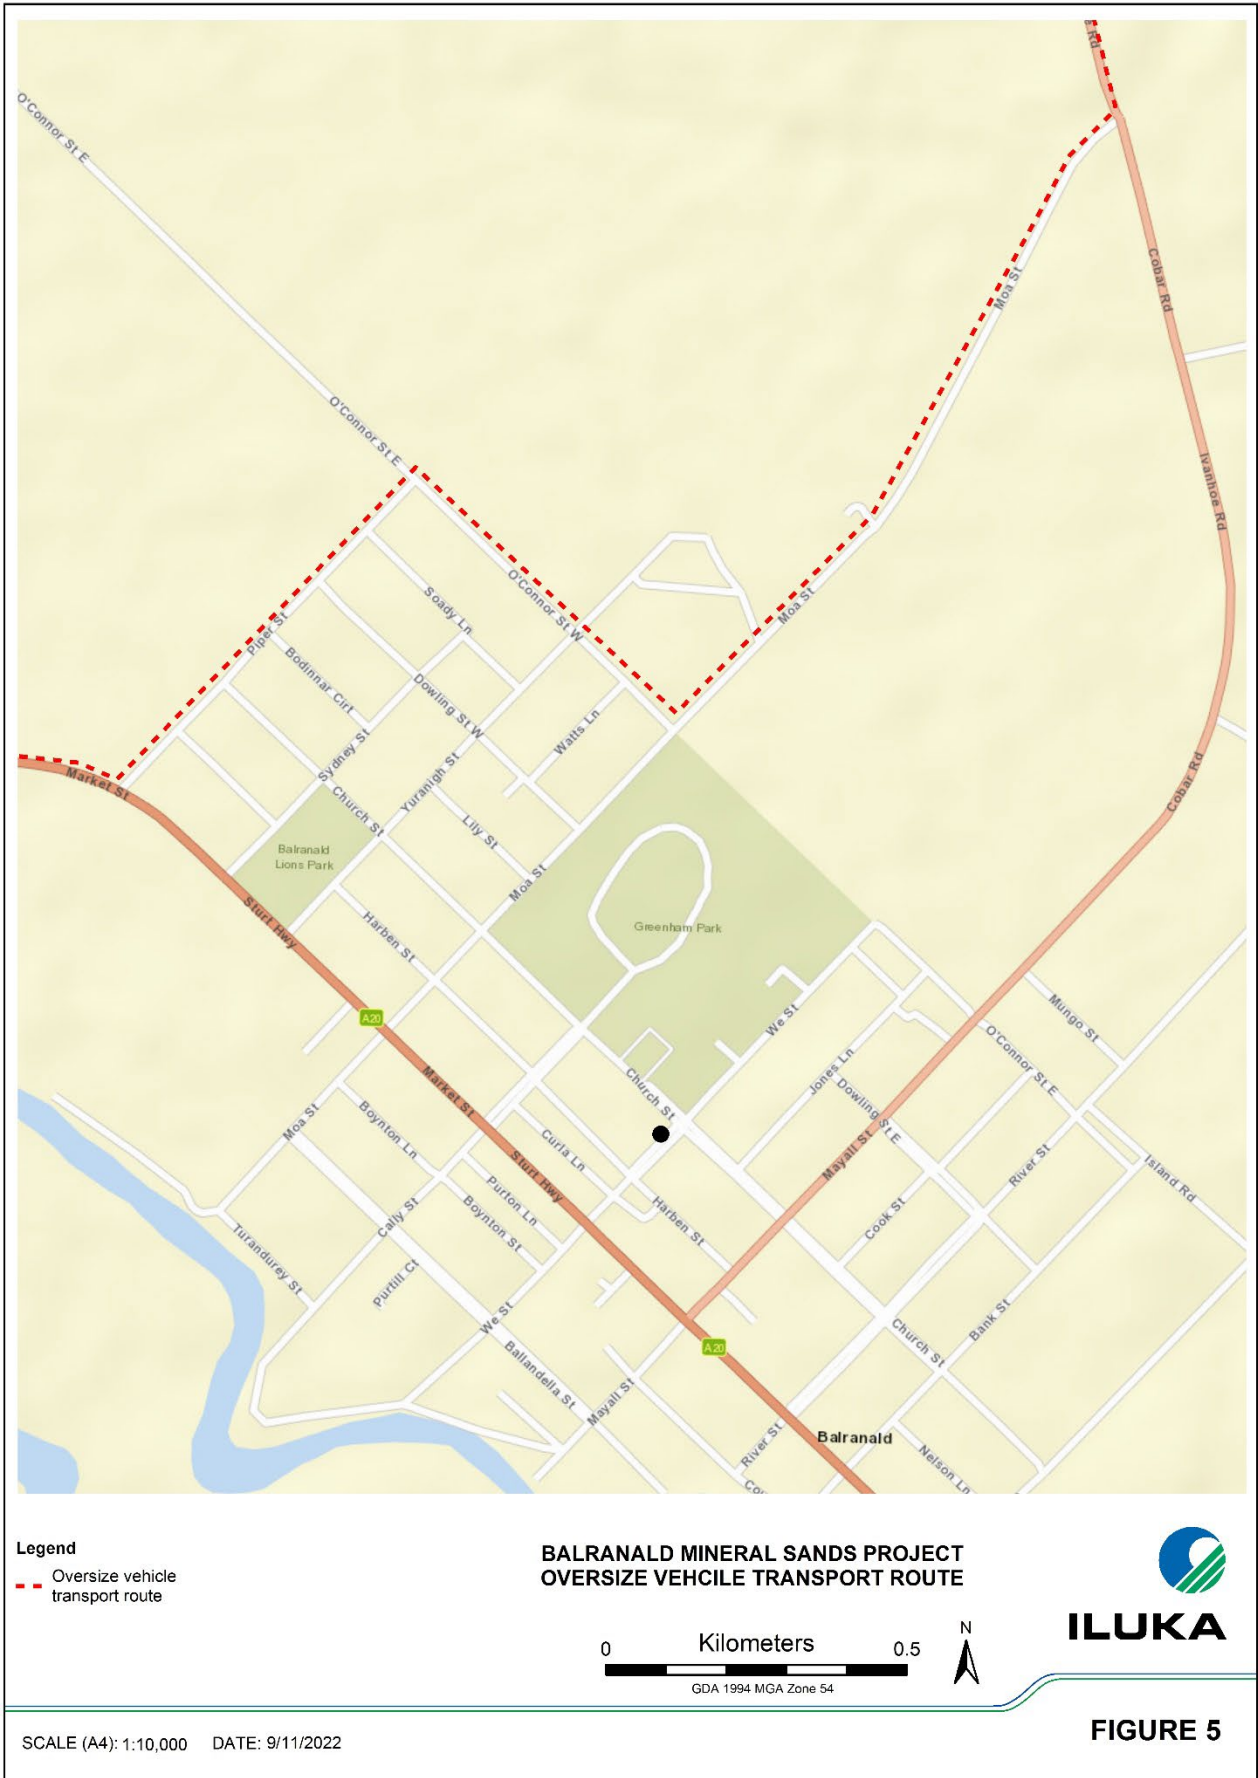 e Rd
O'Connor St E
Cobar Rd
Moa St
O'Connor St E
Ivanhoe Rd
O'Connor St W
Soady Ln
Moa St
Piper St
Bodinnar Cirt
Dowling St W
Watts Ln
Sydney St
Yuranigh St
Market St
Church St
Cobar Rd
Lily St
Balranald
Lions Park
Moa St
Sturt Hwy
Harben St
Greenham Park
A20
We St
Mungo St
O'Connor St E
Jones Ln
Church St
Dowling St E
Market St
Moa St
Boynton Ln
Curla Ln
Mayall St
River St
Island Rd
Sturt Hwy
Purton Ln
Boynton St
Cally St
Harben St
Cook St
Turandurey St
Purtill Ct
We St
Bank St
Church St
A20
Ballandella St
Mayall St
River St
Balranald
Nelson Ln
Legend
Oversize vehicle
transport route
BALRANALD MINERAL SANDS PROJECT
OVERSIZE VEHCILE TRANSPORT ROUTE
0 Kilometers 0.5
N
GDA 1994 MGA Zone 54
ILUKA
FIGURE 5
SCALE (A4): 1:10,000 DATE: 9/11/2022